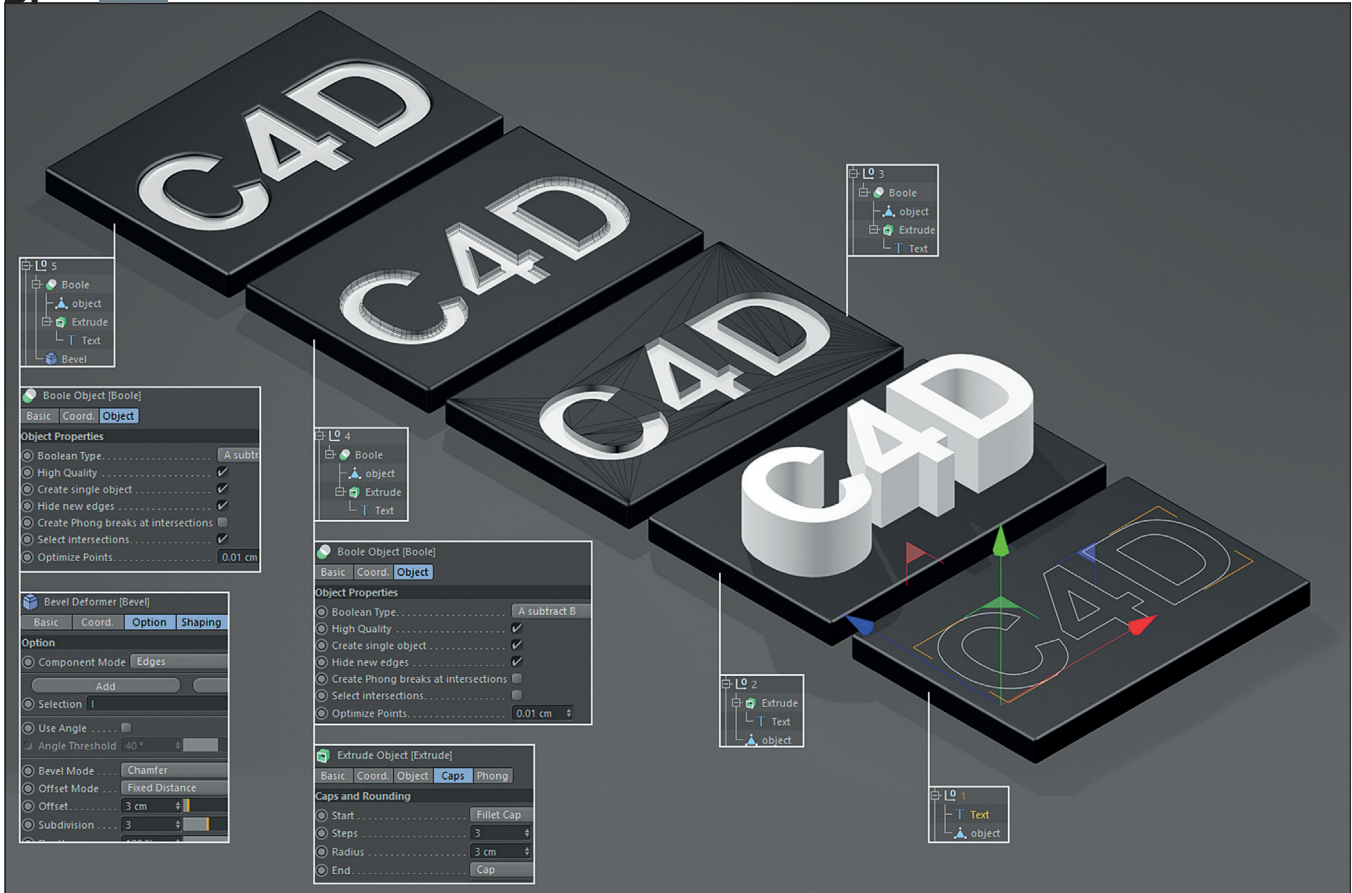 C4D
C4D
C4D
C4D
C4D
3
Boole
object
Extrude
Text
5
Boole
object
Extrude
Text
Bevel
Boole Object [Boole]
Basic Coord. Object
Object Properties
Boolean Type
High Quality
Create single object
Hide new edges
Create Phong breaks at intersections
Select intersections
Optimize Points 0.01 cm
Bevel Deformer [Bevel]
Basic Coord. Option Shaping
Option
Component Mode Edges
Add
Selection I
Use Angle
Angle Threshold 40 °
Bevel Mode Chamfer
Offset Mode Fixed Distance
Offset 3 cm
Subdivision 3
4
Boole
object
Extrude
Text
Boole Object [Boole]
Basic Coord. Object
Object Properties
Boolean Type A subtract B
High Quality
Create single object
Hide new edges
Create Phong breaks at intersections
Select intersections
Optimize Points 0.01 cm
Extrude Object [Extrude]
Basic Coord. Object Caps Phong
Caps and Rounding
Start Fillet Cap
Steps 3
Radius 3 cm
End Cap
2
Extrude
Text
object
1
Text
object